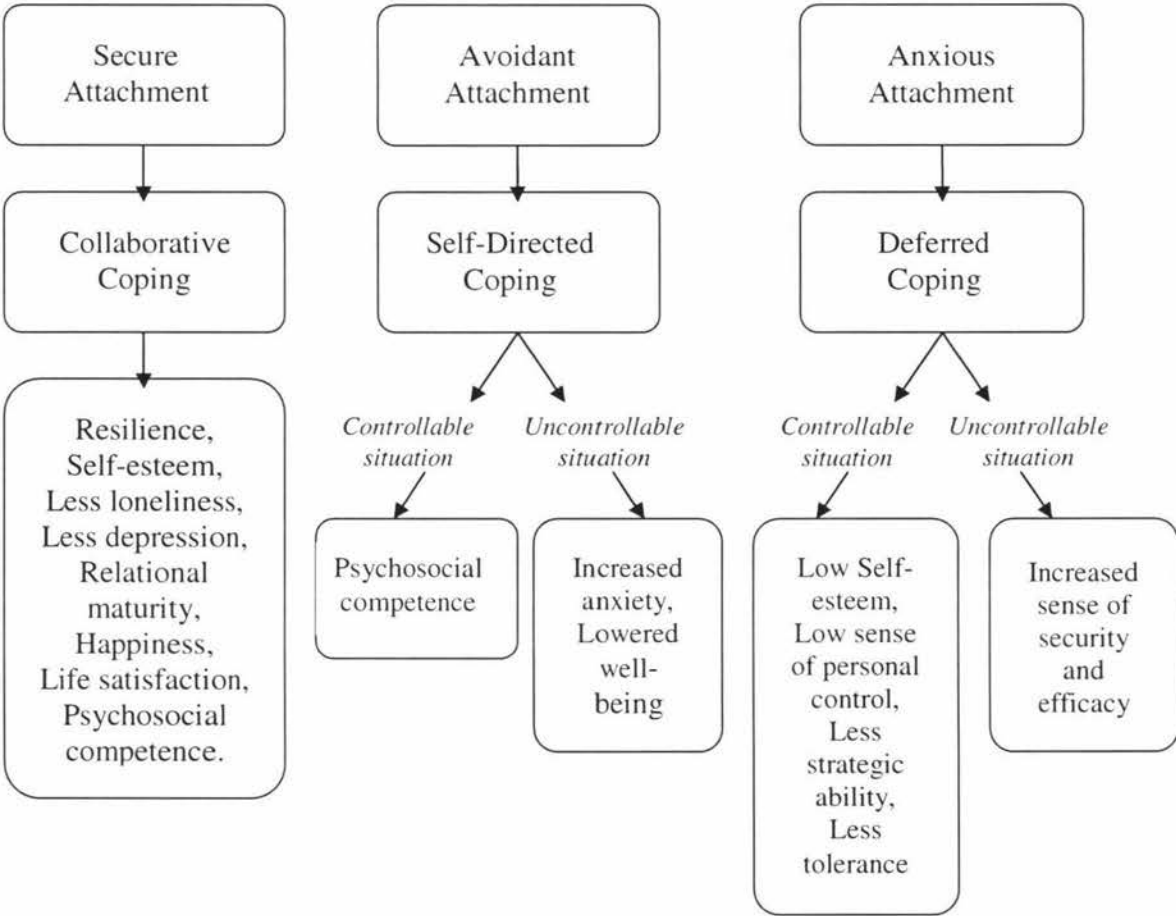 Secure
Attachment
Avoidant
Attachment
Anxious
Attachment
Collaborative
Coping
Self-Directed
Coping
Deferred
Coping
Controllable
situation
Uncontrollable
situation
Controllable
situation
Uncontrollable
situation
Resilience,
Self-esteem,
Less loneliness,
Less depression,
Relational
maturity,
Happiness,
Life satisfaction,
Psychosocial
competence.
Psychosocial
competence
Increased
anxiety,
Lowered
well-
being
Low Self-
esteem,
Low sense
of personal
control,
Less
strategic
ability,
Less
tolerance
Increased
sense of
security
and
efficacy